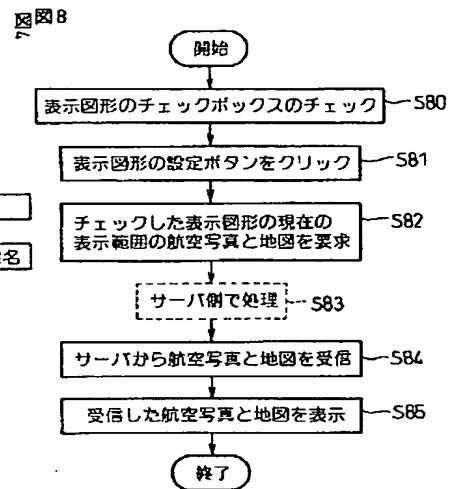 図8
開始
表示図形のチェックボックスのチェック
S80
表示図形の設定ボタンをクリック
S81
チェックした表示図形の現在の
表示範囲の航空写真と地図を要求
S82
サーバ側で処理
S83
サーバから航空写真と地図を受信
S84
受信した航空写真と地図を表示
S85
終了
名